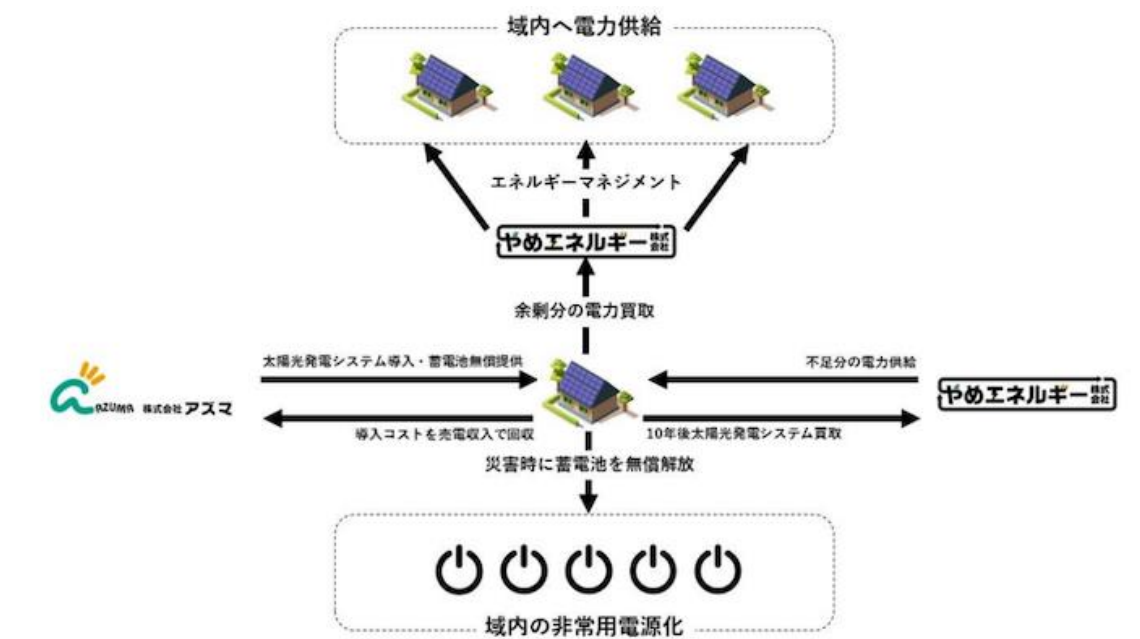 域内へ電力供給
エネルギーマネジメント
やめエネルギー株式会社
余剰分の電力買取
太陽光発電システム導入・蓄電池無償提供
不足分の電力供給
AZUMA 株式会社アズマ
やめエネルギー株式会社
導入コストを売電収入で回収
10年後太陽光発電システム買取
災害時に蓄電池を無償解放
域内の非常用電源化